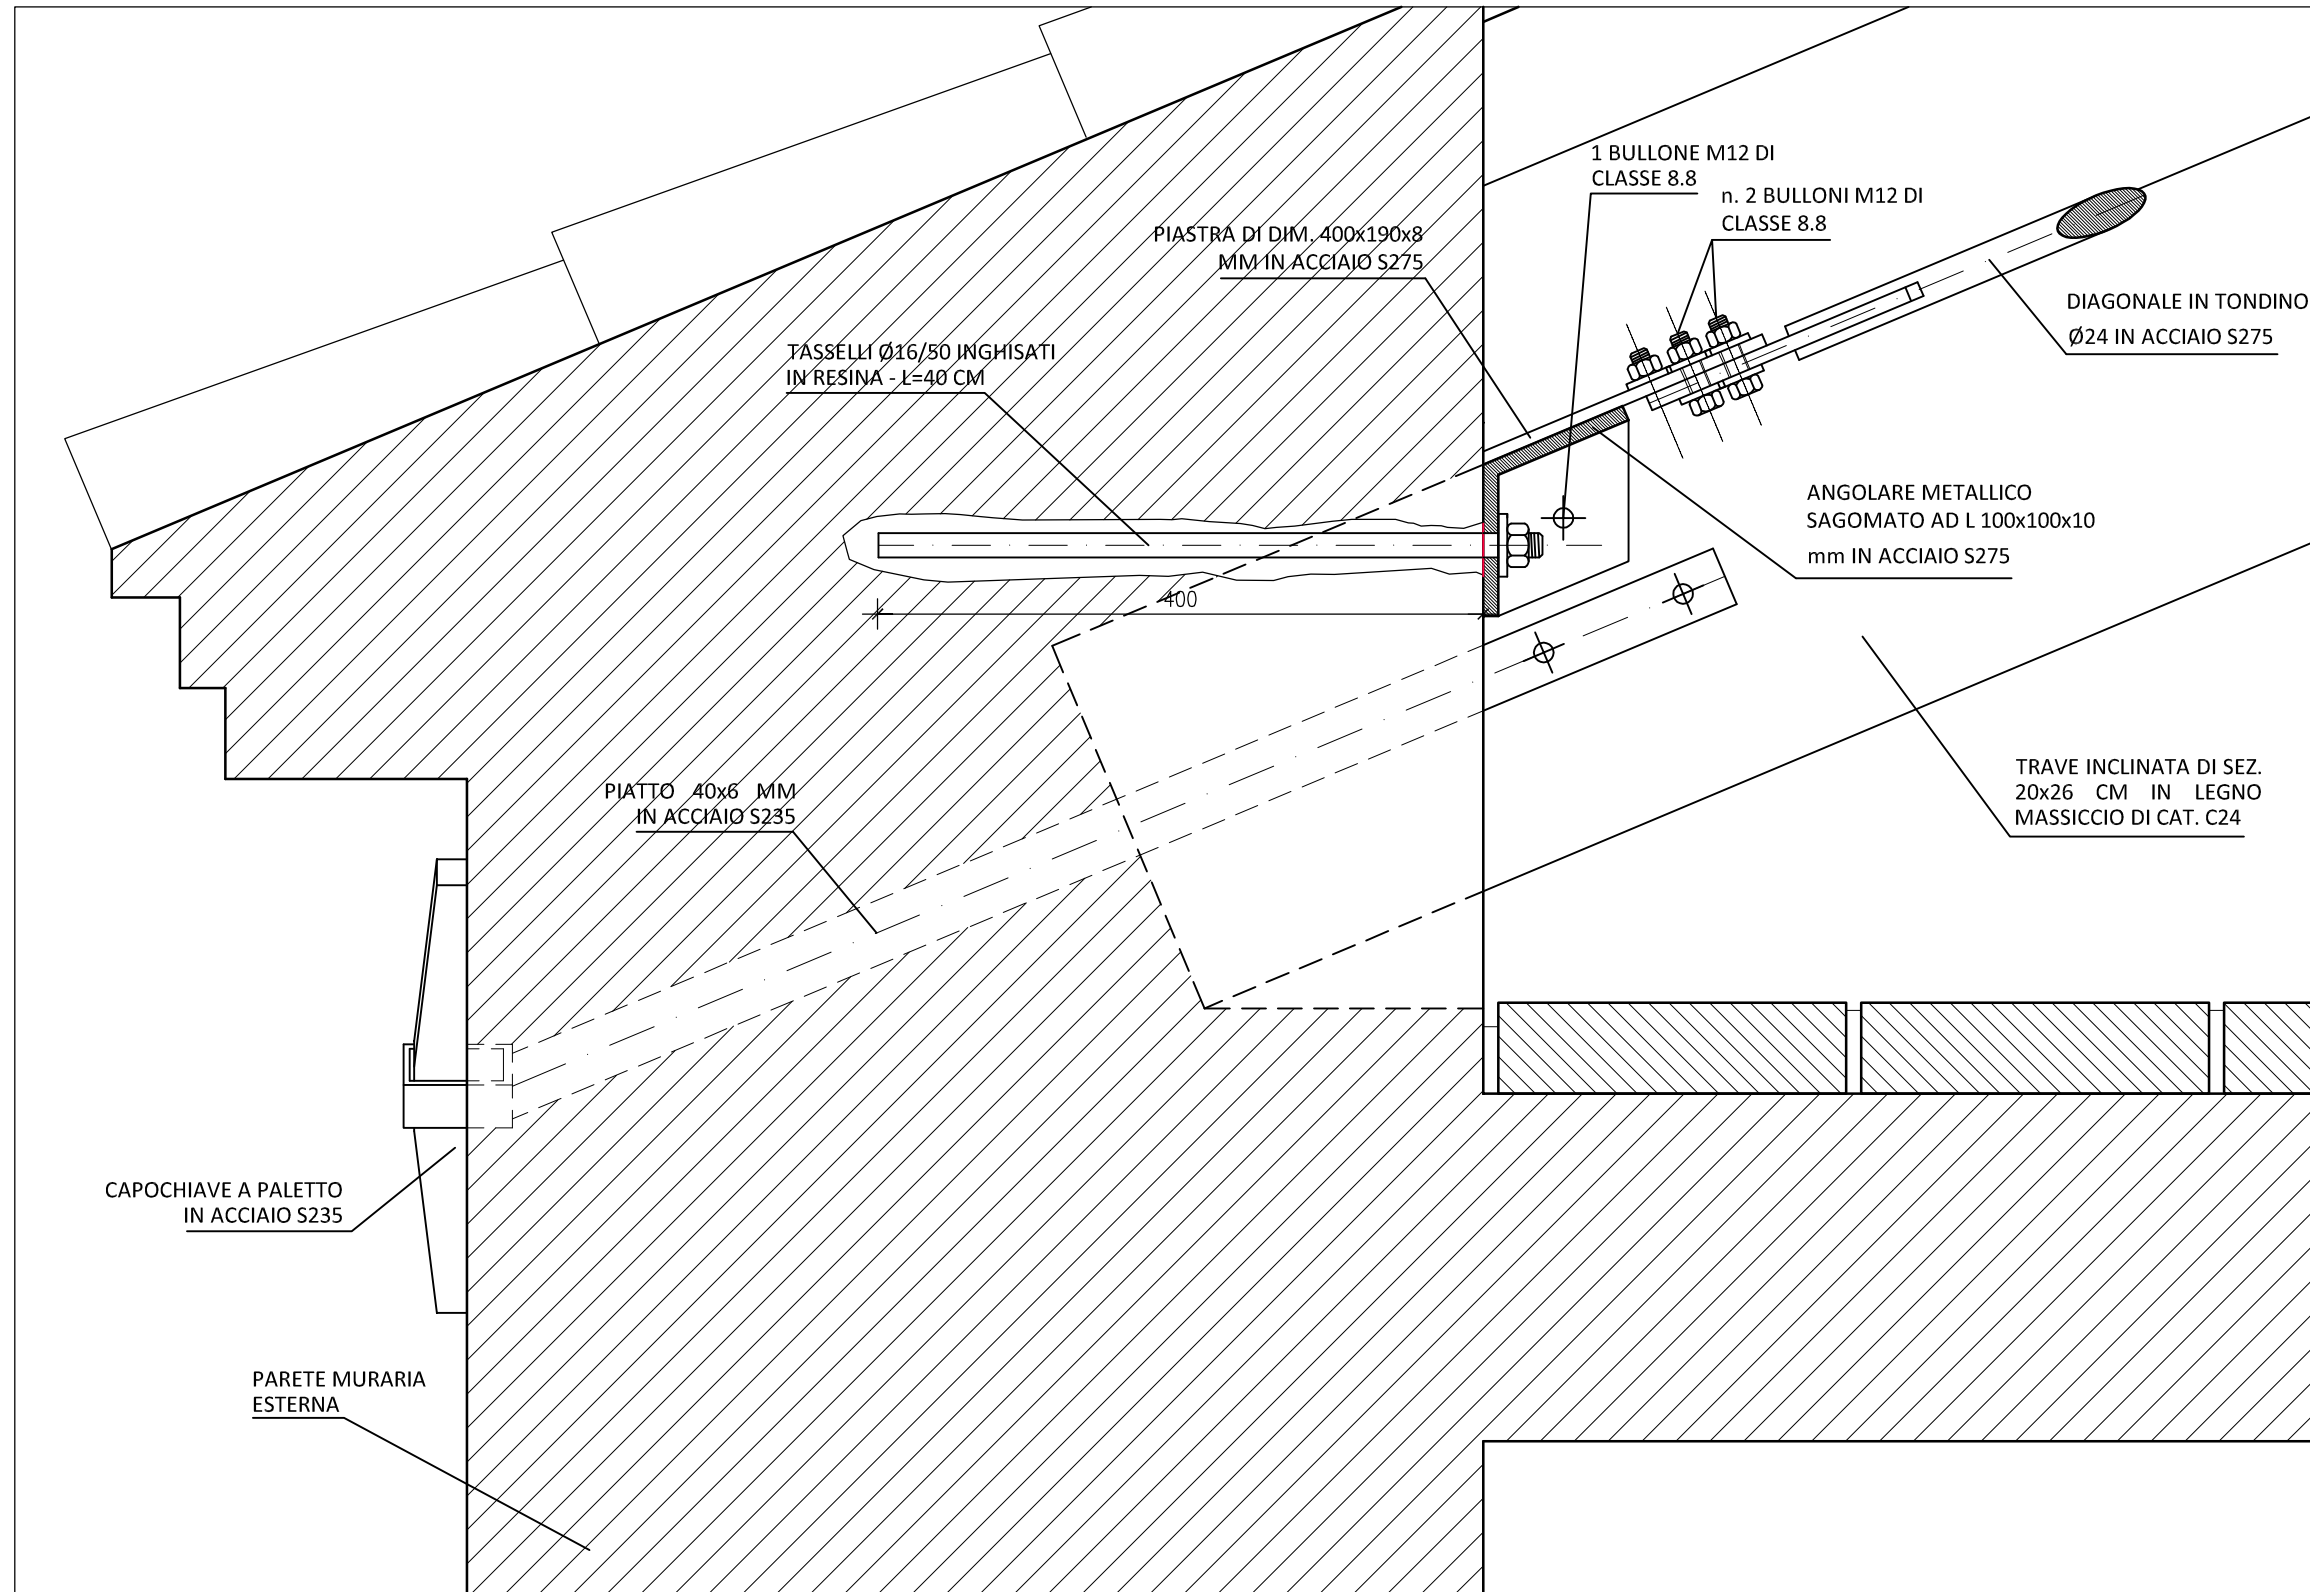 1 BULLONE M12 DI
CLASSE 8.8
n. 2 BULLONI M12 DI
CLASSE 8.8
PIASTRA DI DIM. 400x190x8
MM IN ACCIAIO S275
DIAGONALE IN TONDINO
Ø24 IN ACCIAIO S275
TASSELLI Ø16/50 INGHISATI
IN RESINA - L=40 CM
ANGOLARE METALLICO
SAGOMATO AD L 100x100x10
mm IN ACCIAIO S275
400
PIATTO 40x6 MM
IN ACCIAIO S235
TRAVE INCLINATA DI SEZ.
20x26 CM IN LEGNO
MASSICCIO DI CAT. C24
CAPOCHIAVE A PALETTO
IN ACCIAIO S235
PARETE MURARIA
ESTERNA